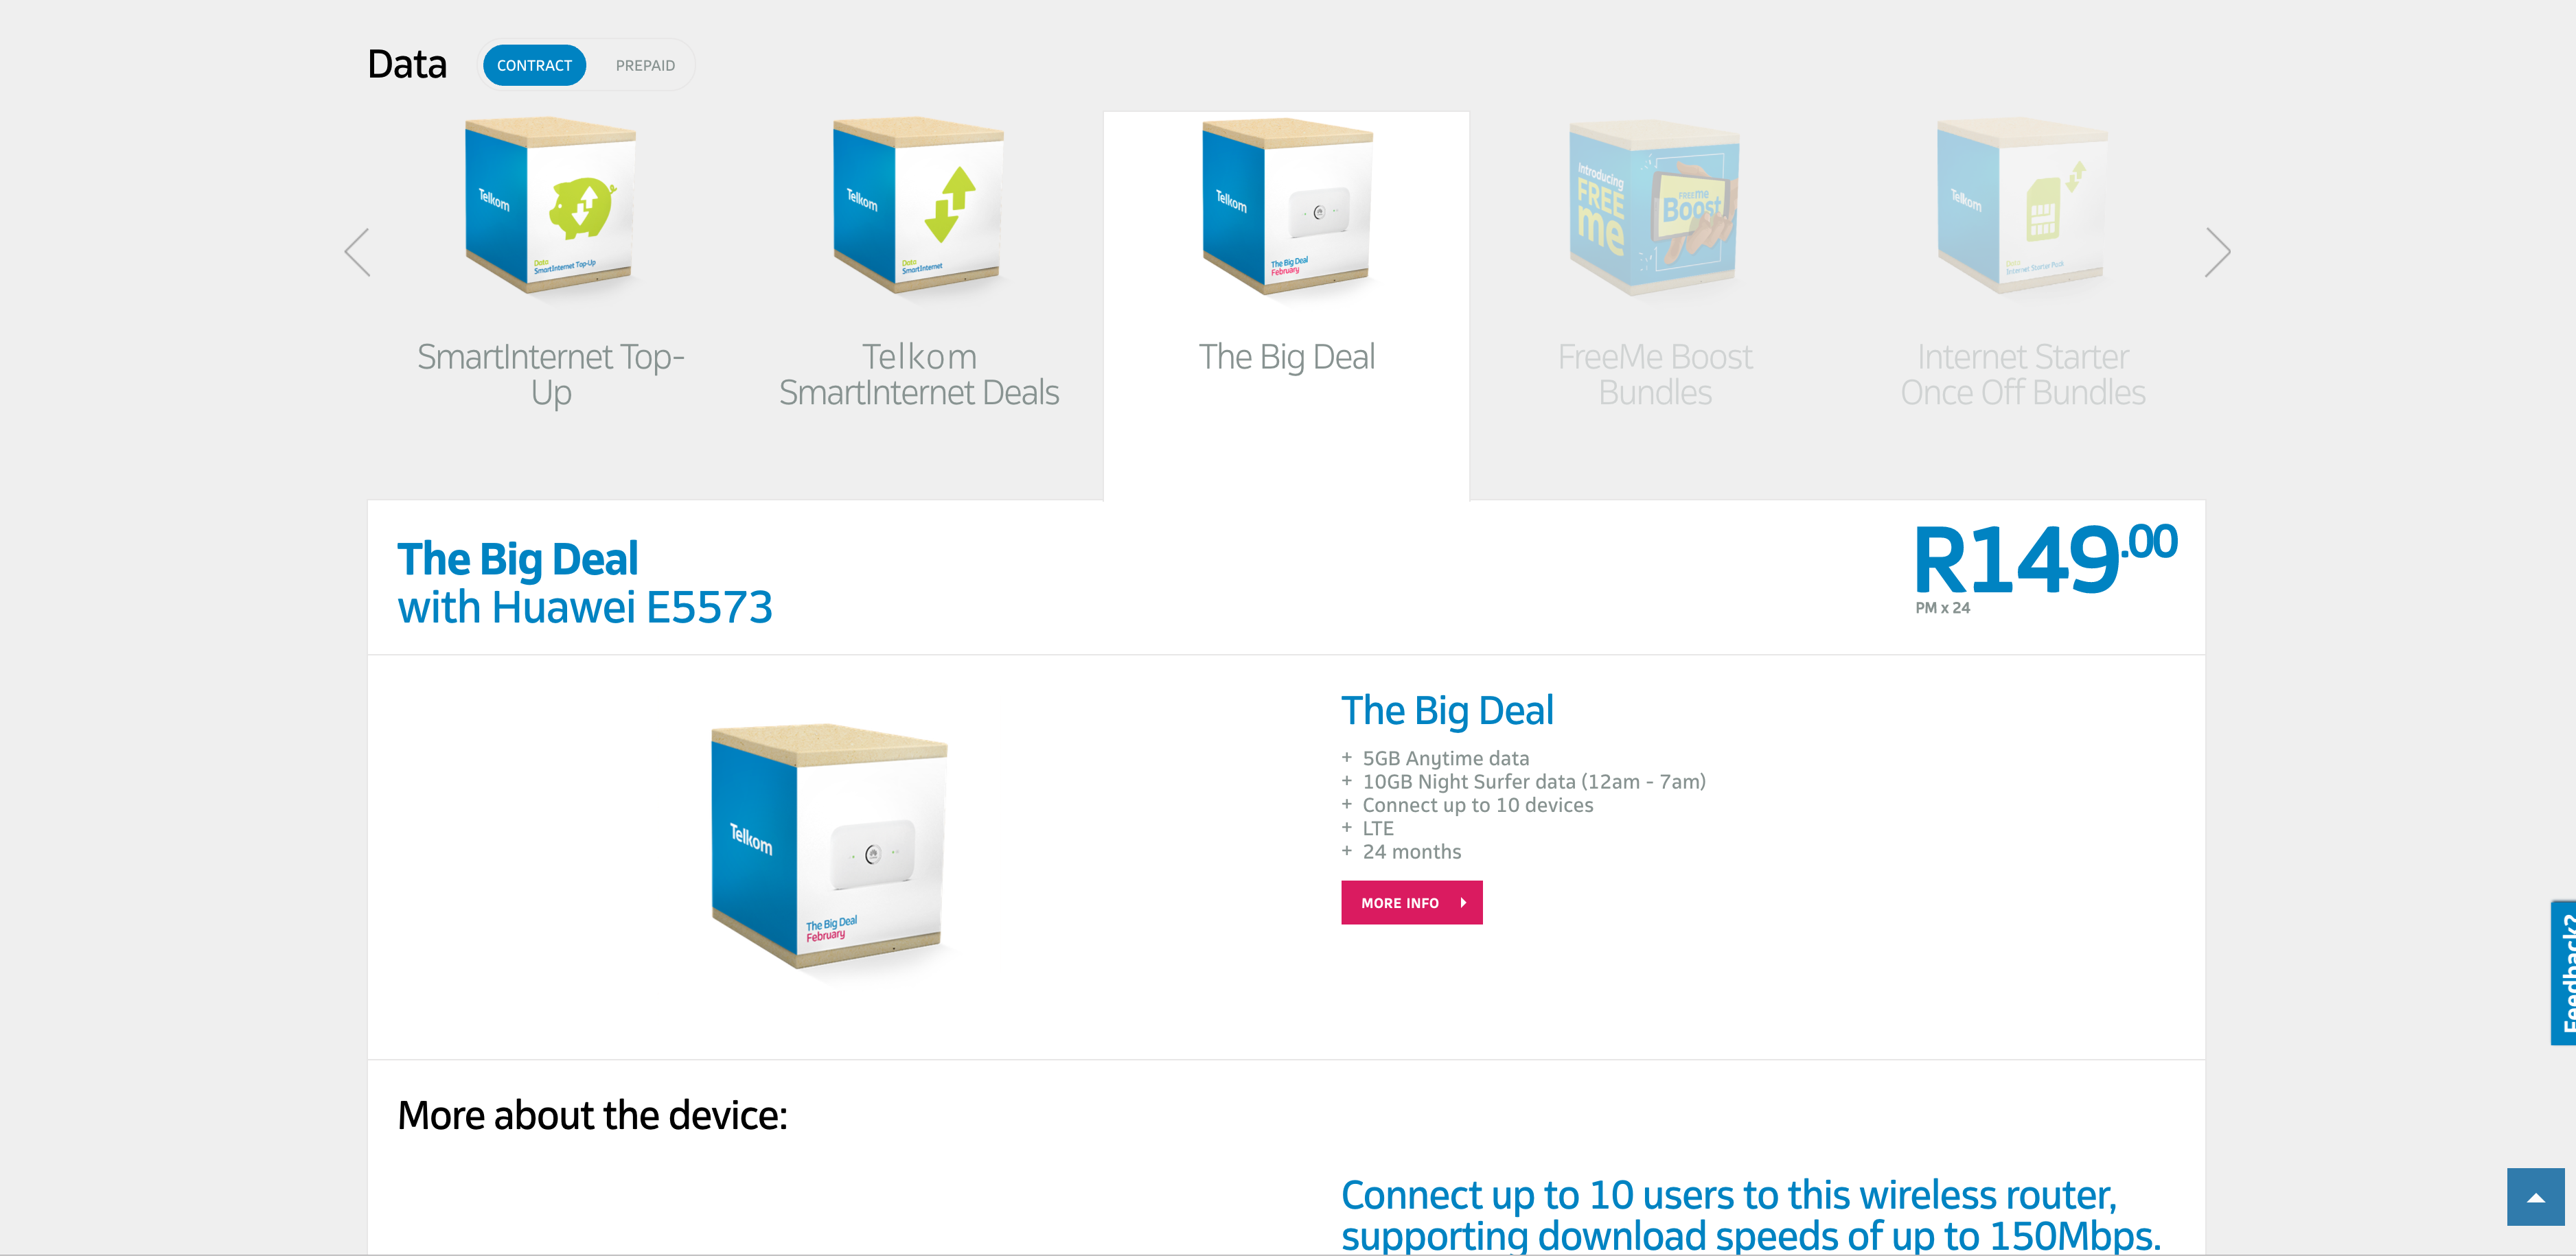 Data
CONTRACT
PREPAID
Telkom
Data
SmartInternet Top-Up
Telkom
Data
SmartInternet
Telkom
The Big Deal
February
Introducing
FREE
me
FREEme
Boost
Telkom
Data
Internet Starter Pack
SmartInternet Top-
Up
Telkom
SmartInternet Deals
The Big Deal
FreeMe Boost
Bundles
Internet Starter
Once Off Bundles
The Big Deal
with Huawei E5573
R149.00
PM x 24
Telkom
The Big Deal
February
The Big Deal
+ 5GB Anytime data
+ 10GB Night Surfer data (12am - 7am)
+ Connect up to 10 devices
+ LTE
+ 24 months
MORE INFO
Feedback?
More about the device:
Connect up to 10 users to this wireless router,
supporting download speeds of up to 150Mbps.